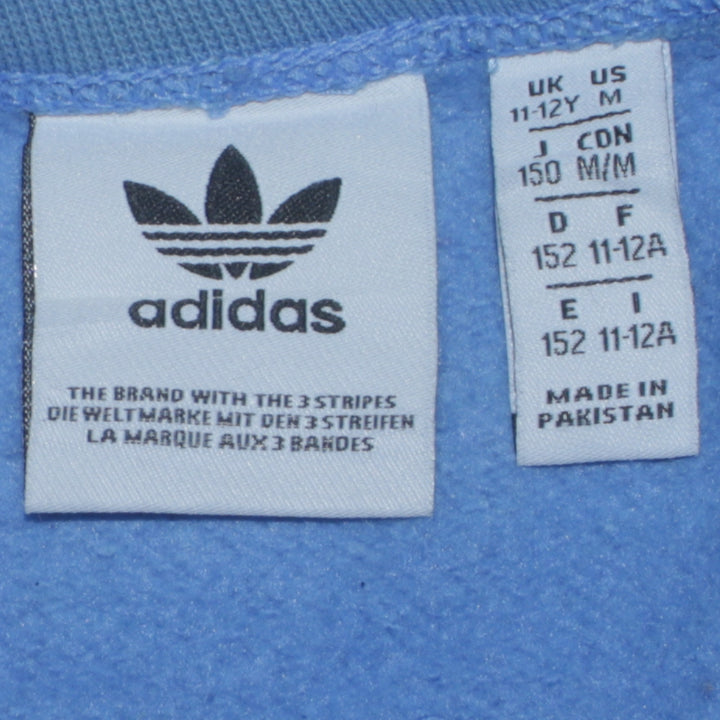 adidas
THE BRAND WITH THE 3 STRIPES
DIE WELTMARKE MIT DEN 3 STREIFEN
LA MARQUE AUX 3 BANDES
UK US
11-12Y M
J CDN
150 M/M
D F
152 11-12A
E I
152 11-12A
MADE IN
PAKISTAN